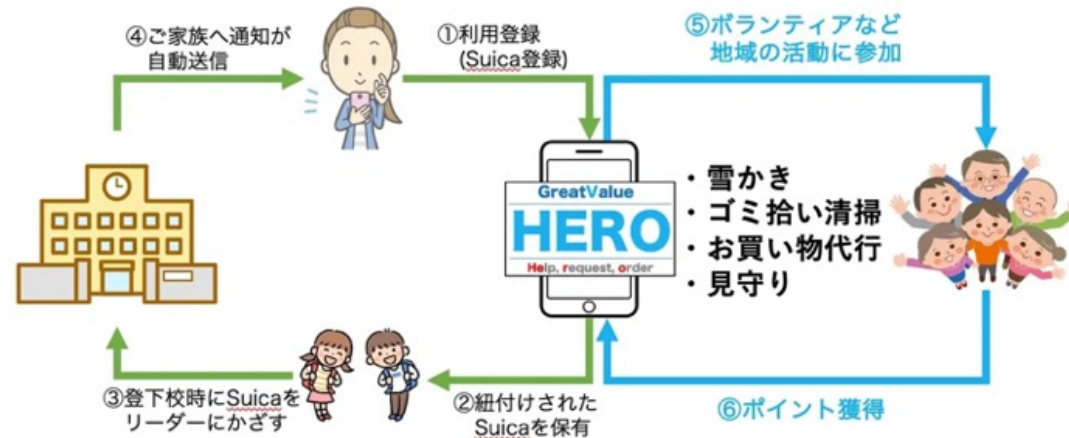 ④ご家族へ通知が
自動送信
①利用登録
(Suica登録)
⑤ボランティアなど
地域の活動に参加
GreatValue
HERO
Help, request, order
・雪かき
・ゴミ拾い清掃
・お買い物代行
・見守り
③登下校時にSuicaを
リーダーにかざす
②紐付けされた
Suicaを保有
⑥ポイント獲得